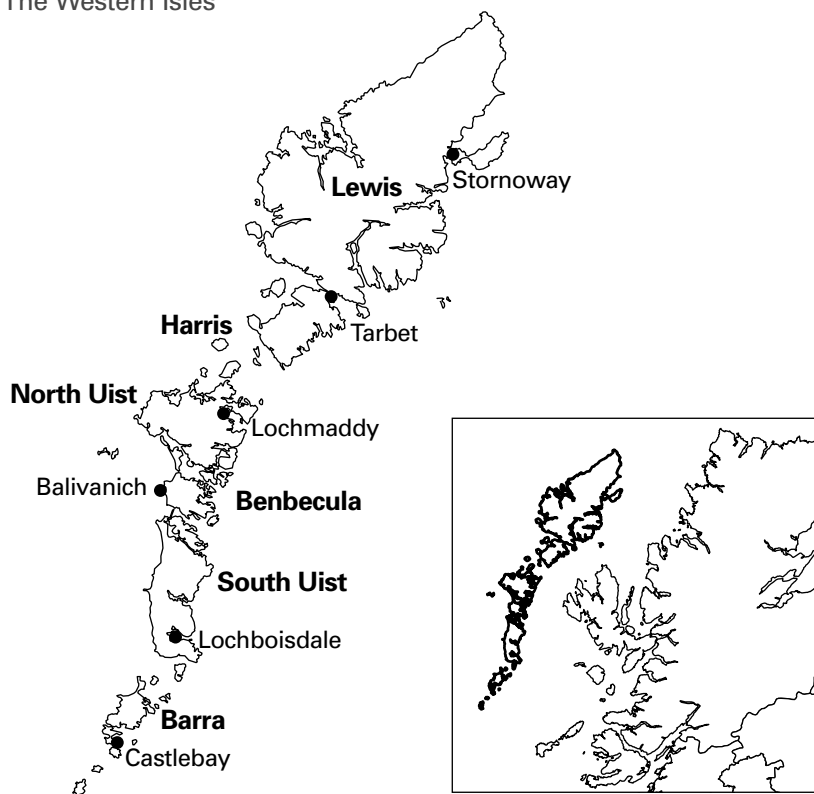 The Western Isles
Lewis
Stornoway
Harris
Tarbet
North Uist
Lochmaddy
Balivanich
Benbecula
South Uist
Lochboisdale
Barra
Castlebay